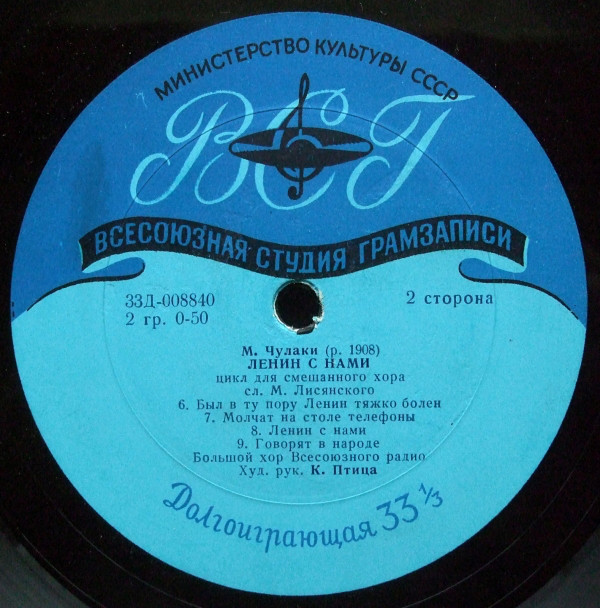 МИНИСТЕРСТВО КУЛЬТУРЫ СССР
ВСГ
ВСЕСОЮЗНАЯ СТУДИЯ ГРАМЗАПИСИ
33Д-008840
2 гр. 0-50
2 сторона
М. Чулаки (р. 1908)
ЛЕНИН С НАМИ
цикл для смешанного хора
сл. М. Лисянского
6. Был в ту пору Ленин тяжко болен
7. Молчат на столе телефоны
8. Ленин с нами
9. Говорят в народе
Большой хор Всесоюзного радио
Худ. рук. К. Птица
Долгоиграющая 33 1/3